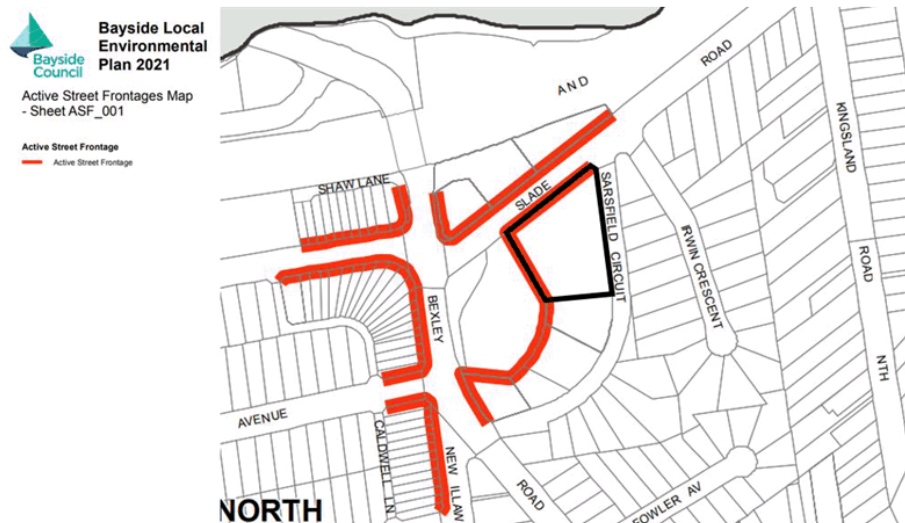 Bayside Local
Environmental
Plan 2021
Bayside
Council
Active Street Frontages Map
- Sheet ASF_001
Active Street Frontage
Active Street Frontage
AND
ROAD
KINGSLAND
ROAD
NTH
SHAW LANE
SLADE
SARSFIELD CIRCUIT
IRWIN CRESCENT
BEXLEY
AVENUE
CALDWELL LN
NEW ILLAW
ROAD
FOWLER AV
NORTH